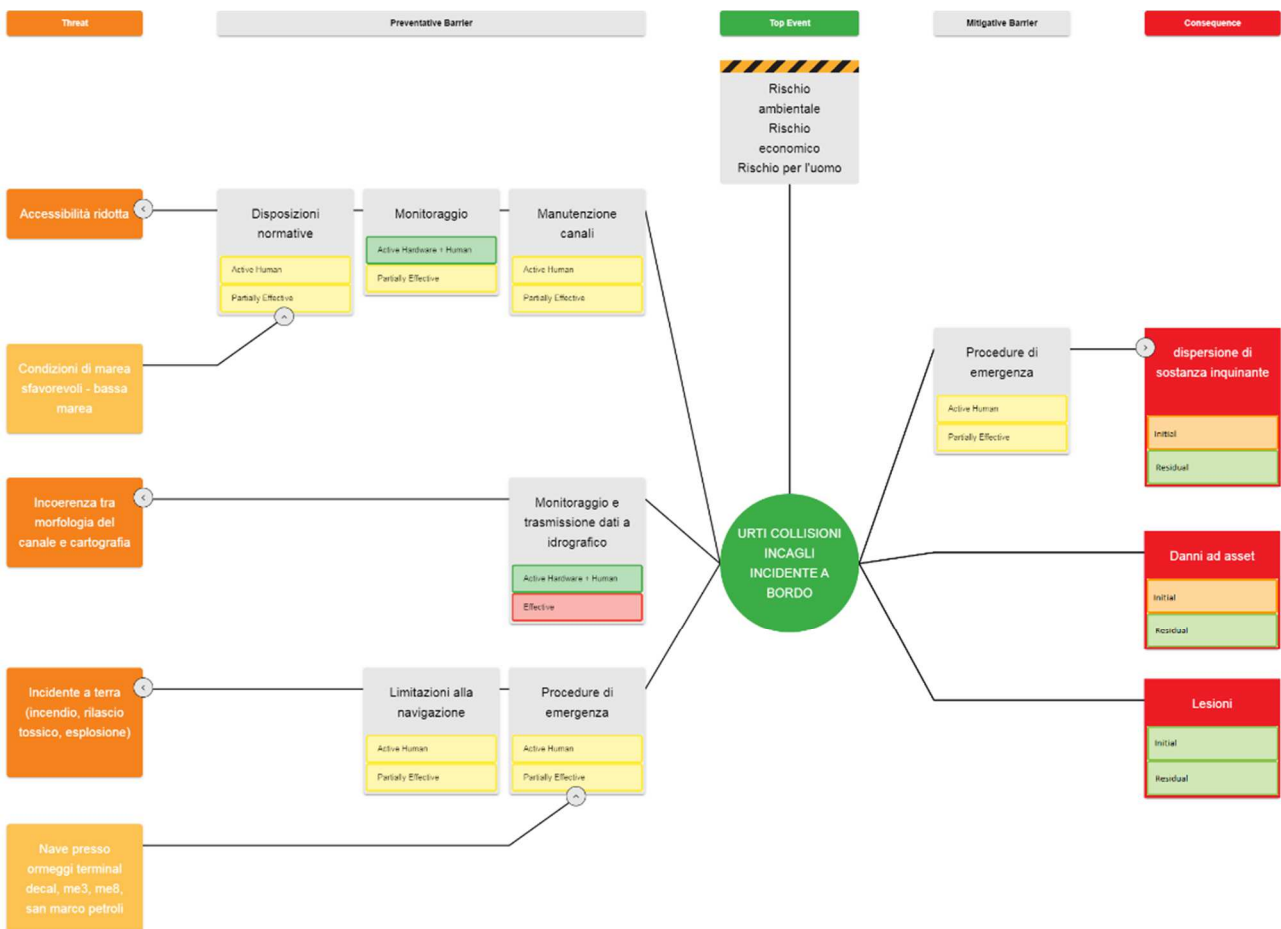 Threat
Preventative Barrier
Top Event
Mitigative Barrier
Consequence
Rischio
ambientale
Rischio
economico
Rischio per l'uomo
Accessibilità ridotta
Disposizioni
normative
Active Human
Partially Effective
Monitoraggio
Active Hardware + Human
Partially Effective
Manutenzione
canali
Active Human
Partially Effective
Condizioni di marea
sfavorevoli - bassa
marea
Incoerenza tra
morfologia del
canale e cartografia
Monitoraggio e
trasmissione dati a
idrografico
Active Hardware + Human
Effective
Incidente a terra
(incendio, rilascio
tossico, esplosione)
Limitazioni alla
navigazione
Active Human
Partially Effective
Procedure di
emergenza
Active Human
Partially Effective
Nave presso
ormeggi terminal
decal, me3, me8,
san marco petroli
URTI COLLISIONI
INCAGLI
INCIDENTE A
BORDO
Procedure di
emergenza
Active Human
Partially Effective
dispersione di
sostanza inquinante
Initial
Residual
Danni ad asset
Initial
Residual
Lesioni
Initial
Residual